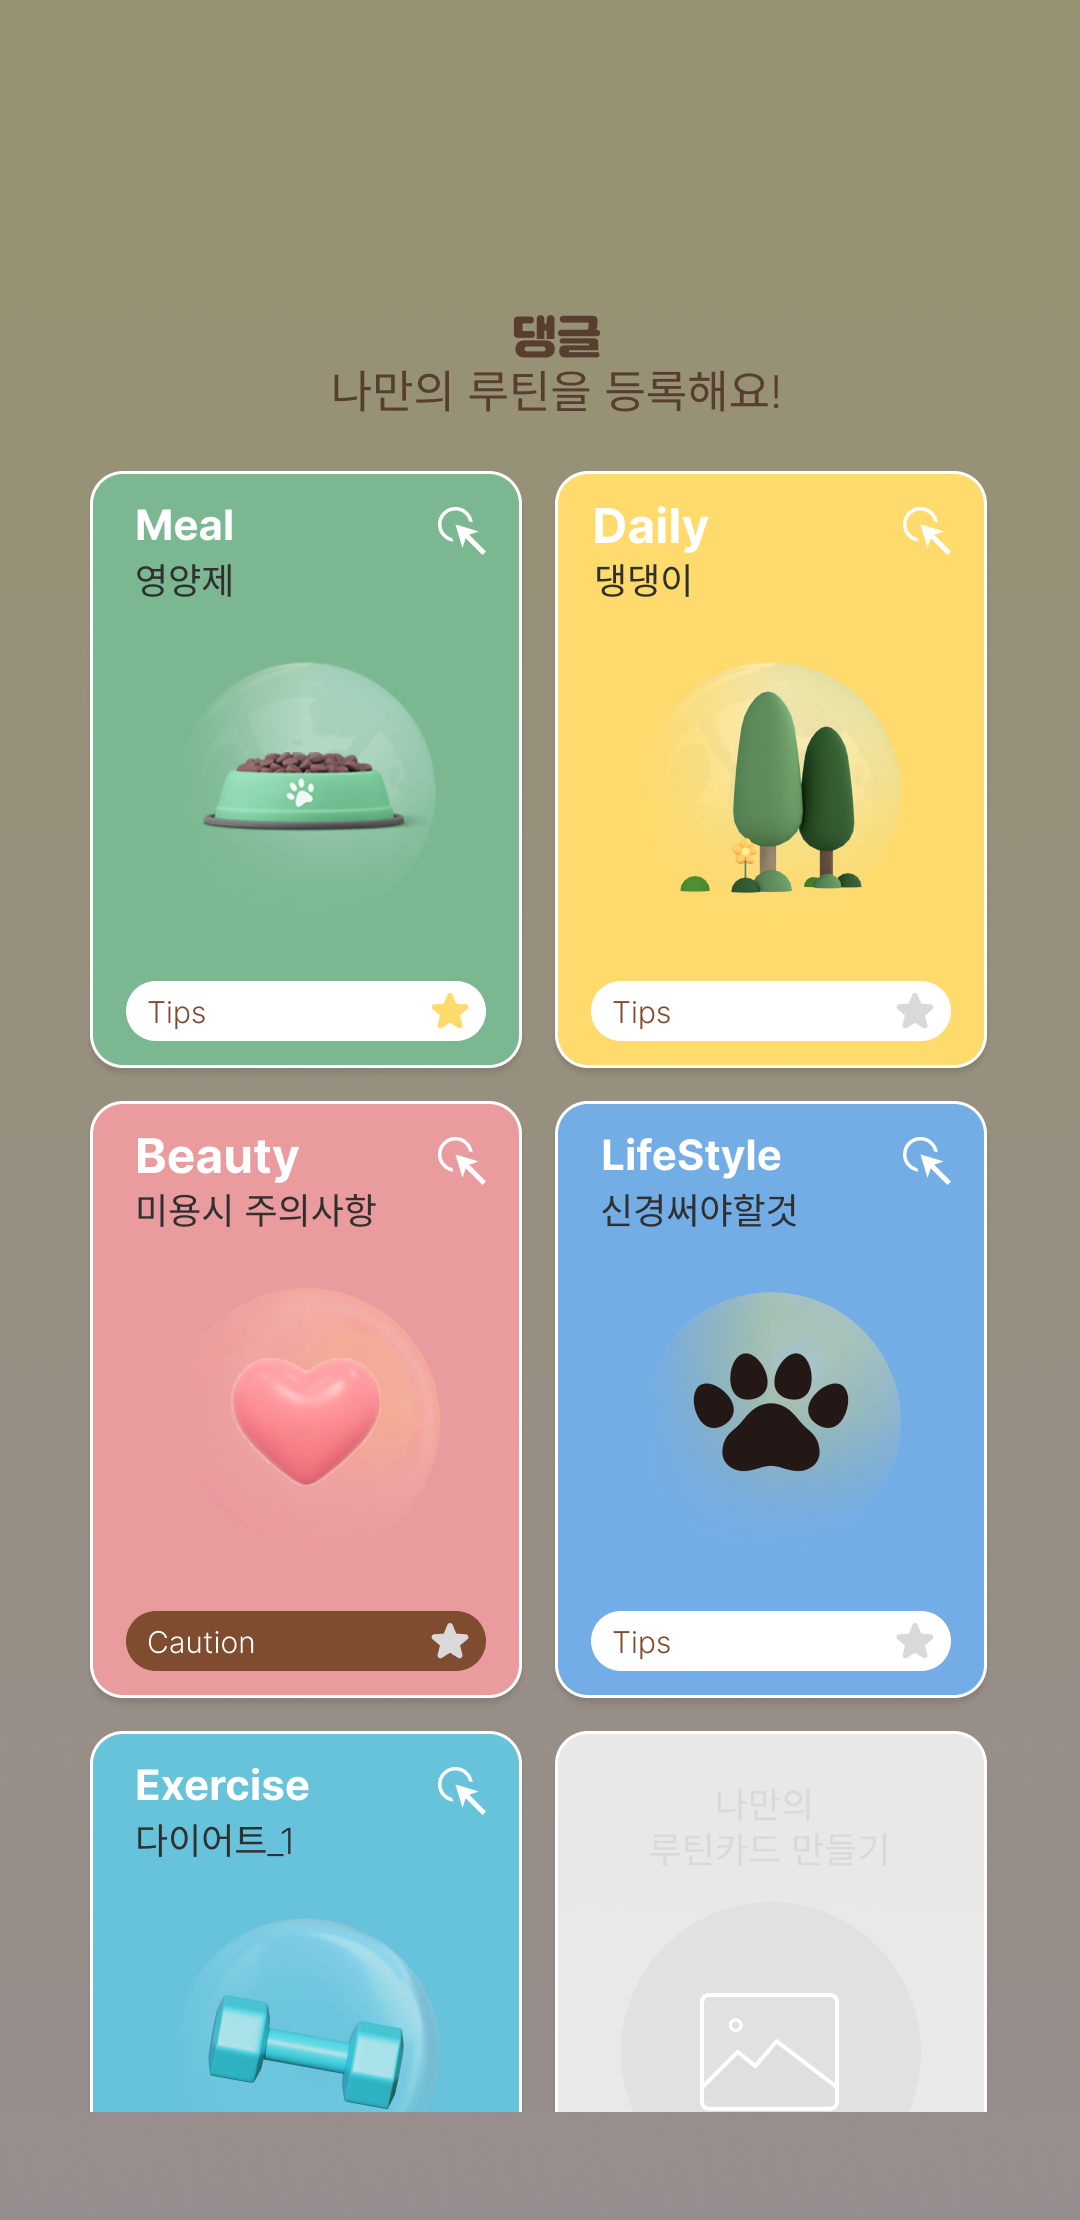 댕글
나만의 루틴을 등록해요!
Meal
영양제
Tips
Daily
댕댕이
Tips
Beauty
미용시 주의사항
Caution
LifeStyle
신경써야할것
Tips
Exercise
다이어트_1
나만의
루틴카드 만들기